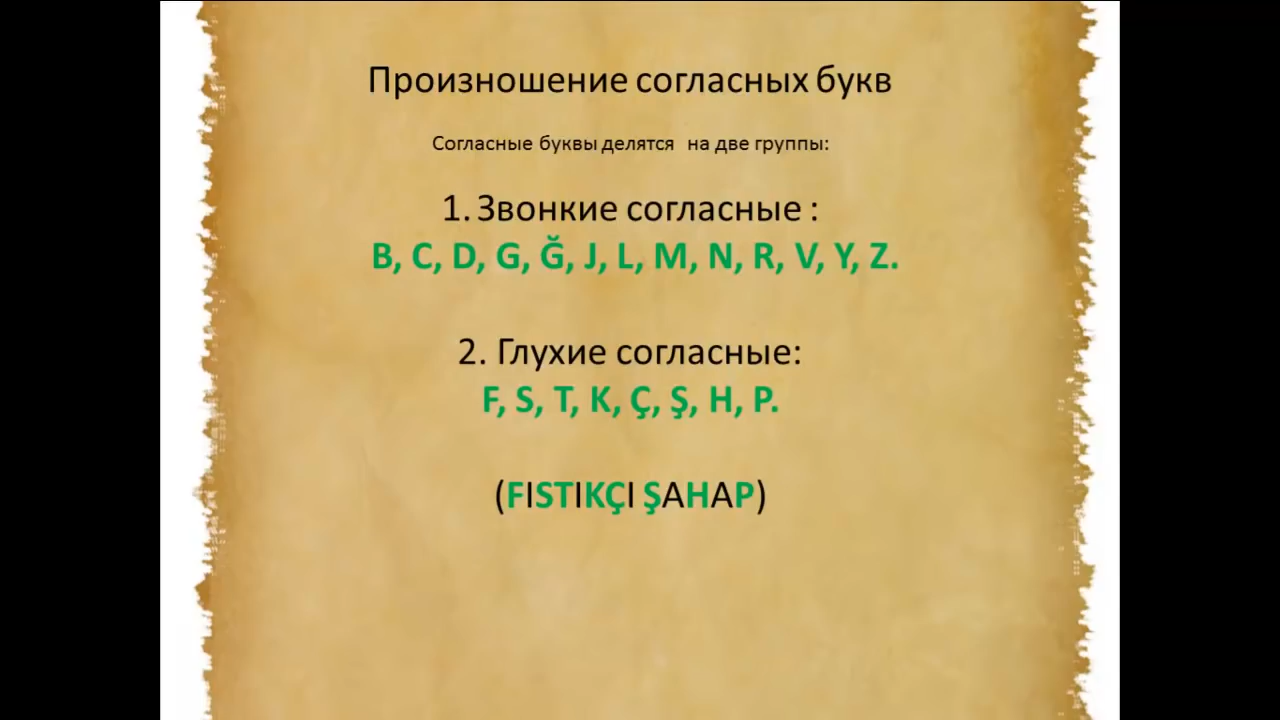 Произношение согласных букв
Согласные буквы делятся на две группы:
1. Звонкие согласные :
B, C, D, G, Ğ, J, L, M, N, R, V, Y, Z.
2. Глухие согласные:
F, S, T, K, Ç, Ş, H, P.
(FISTIKÇI ŞAHAP)